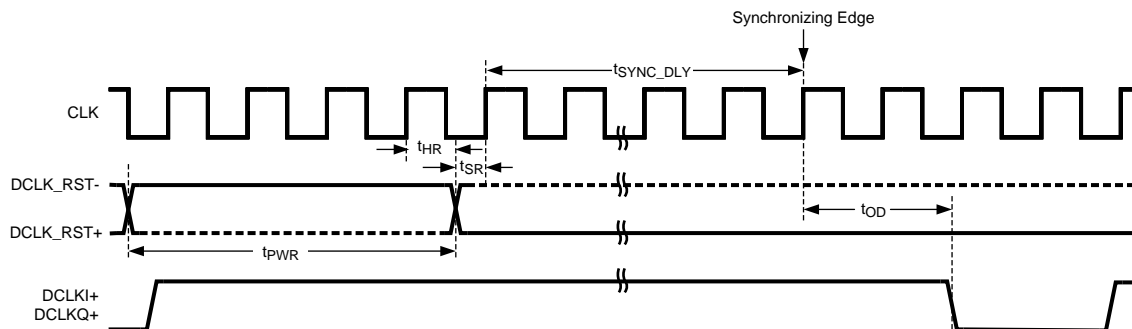 Synchronizing Edge
tSYNC_DLY
CLK
tHR
tSR
DCLK_RST-
tOD
DCLK_RST+
tPWR
DCLKI+
DCLKQ+